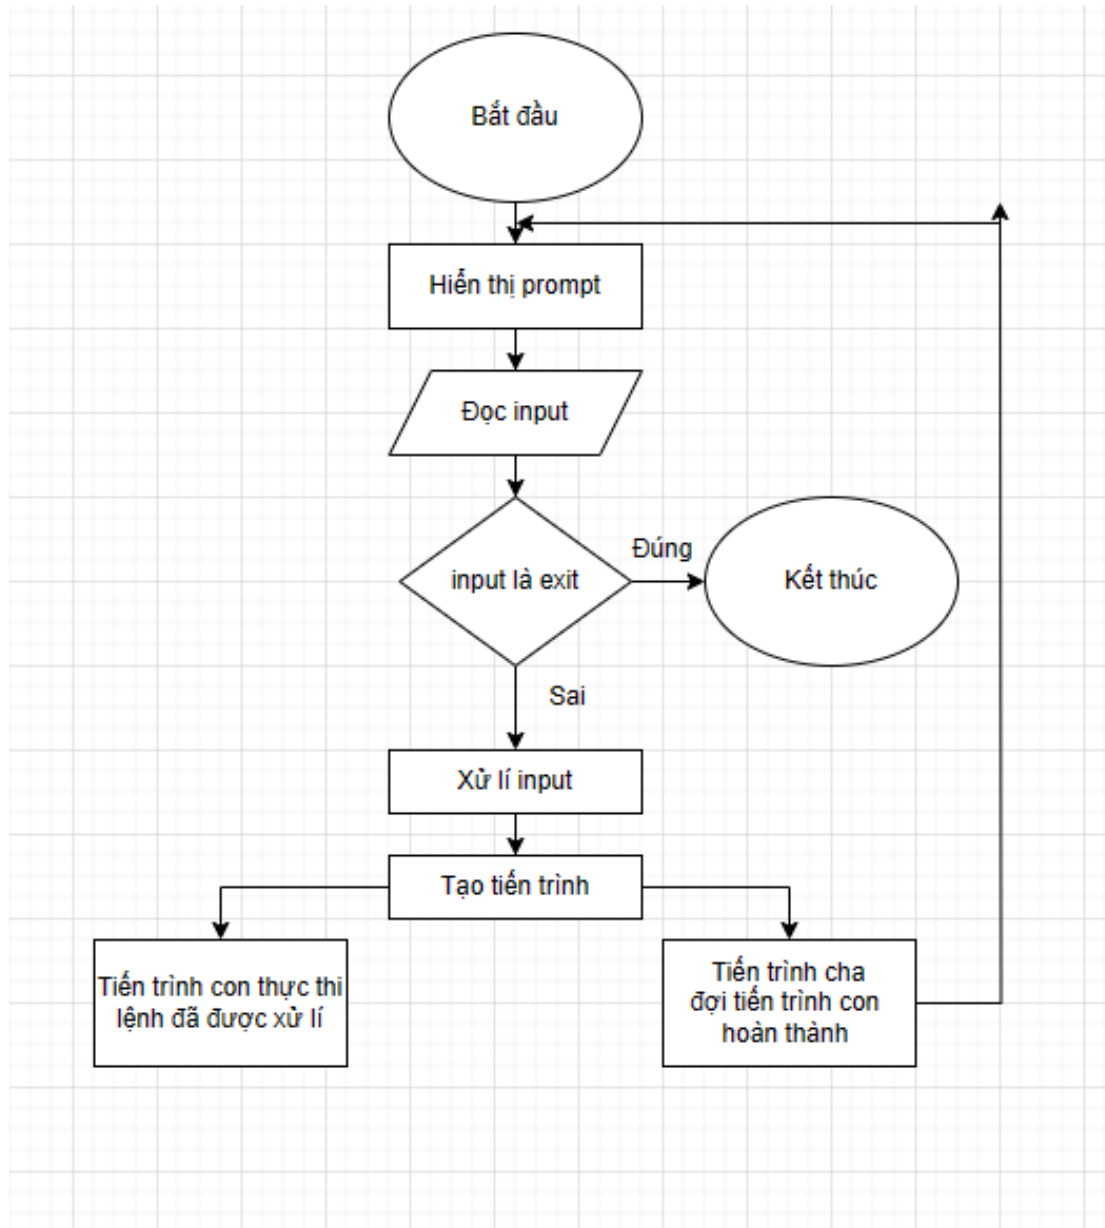 Bắt đầu
Hiển thị prompt
Đọc input
input là exit
Đúng
Kết thúc
Sai
Xử lí input
Tạo tiến trình
Tiến trình con thực thi
lệnh đã được xử lí
Tiến trình cha
đợi tiến trình con
hoàn thành